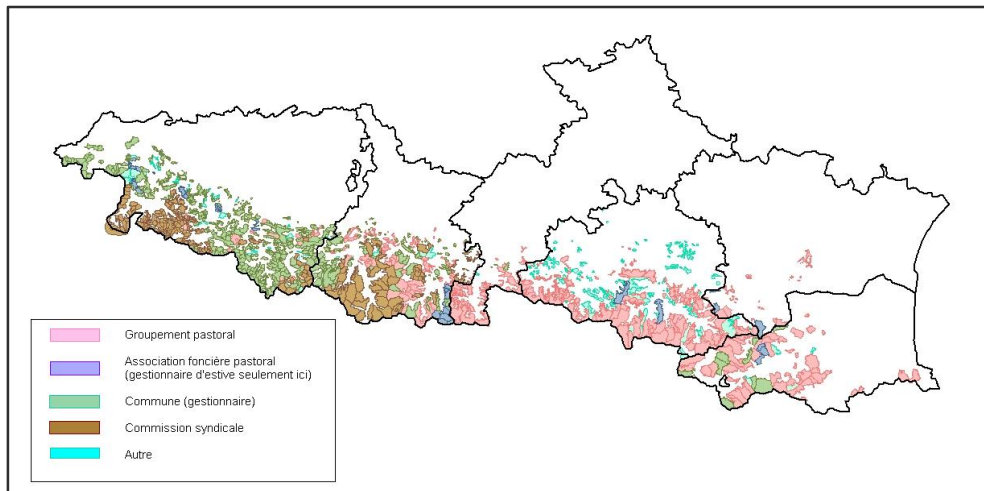 Groupement pastoral
Association foncière pastoral
(gestionnaire d'estive seulement ici)
Commune (gestionnaire)
Commission syndicale
Autre